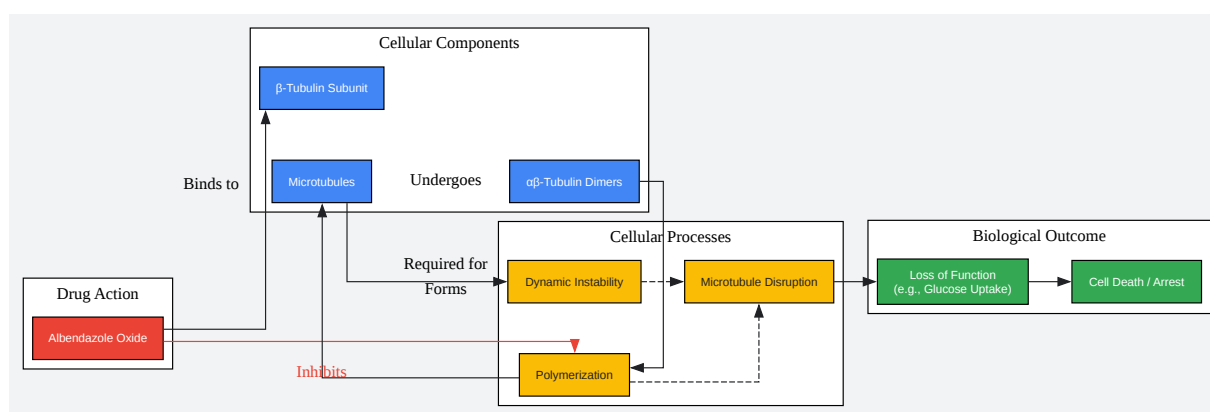 Cellular Components
β-Tubulin Subunit
Microtubules
Undergoes
αβ-Tubulin Dimers
Binds to
Cellular Processes
Biological Outcome
Required for
Forms
Dynamic Instability
Microtubule Disruption
Loss of Function
(e.g., Glucose Uptake)
Cell Death / Arrest
Drug Action
Albendazole Oxide
Inhibits
Polymerization